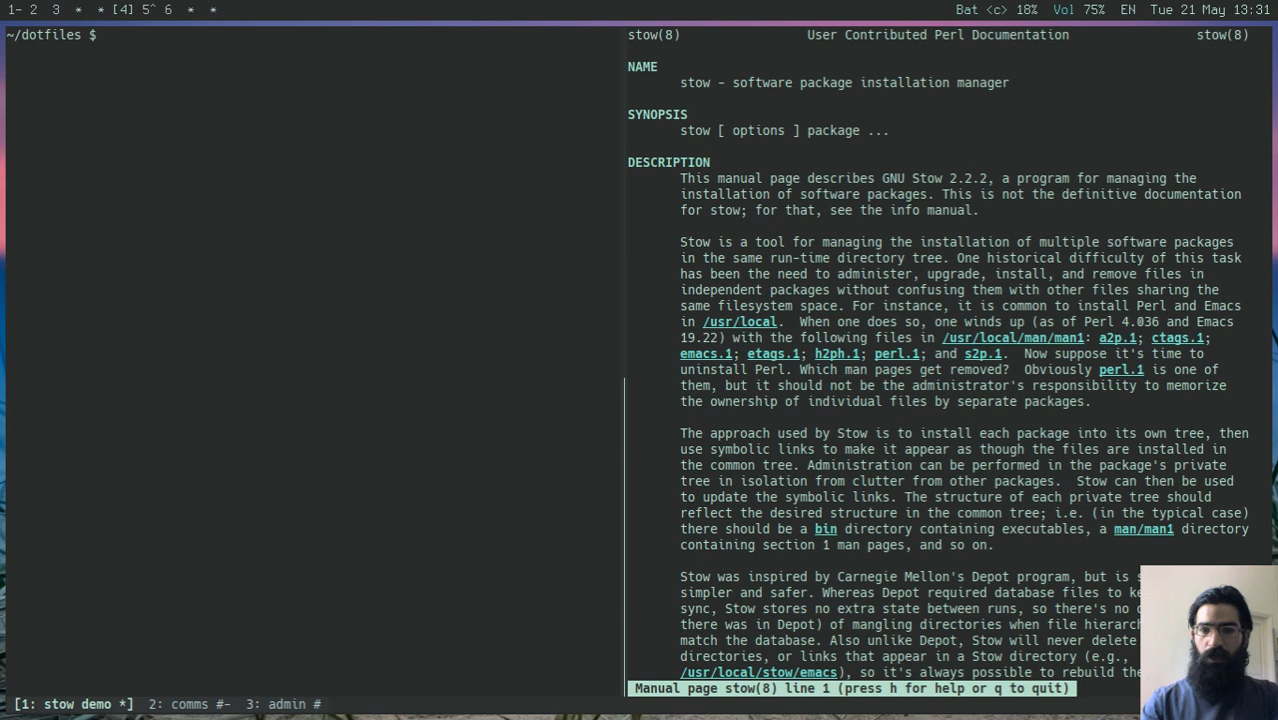 1- 2 3 * * [4] 5^ 6 * *
Bat <c> 18% Vol 75% EN Tue 21 May 13:31
~/dotfiles $
stow(8) User Contributed Perl Documentation stow(8)
NAME
stow - software package installation manager
SYNOPSIS
stow [ options ] package ...
DESCRIPTION
This manual page describes GNU Stow 2.2.2, a program for managing the
installation of software packages. This is not the definitive documentation
for stow; for that, see the info manual.
Stow is a tool for managing the installation of multiple software packages
in the same run-time directory tree. One historical difficulty of this task
has been the need to administer, upgrade, install, and remove files in
independent packages without confusing them with other files sharing the
same filesystem space. For instance, it is common to install Perl and Emacs
in /usr/local. When one does so, one winds up (as of Perl 4.036 and Emacs
19.22) with the following files in /usr/local/man/man1: a2p.1; ctags.1;
emacs.1; etags.1; h2ph.1; perl.1; and s2p.1. Now suppose it's time to
uninstall Perl. Which man pages get removed? Obviously perl.1 is one of
them, but it should not be the administrator's responsibility to memorize
the ownership of individual files by separate packages.
The approach used by Stow is to install each package into its own tree, then
use symbolic links to make it appear as though the files are installed in
the common tree. Administration can be performed in the package's private
tree in isolation from clutter from other packages. Stow can then be used
to update the symbolic links. The structure of each private tree should
reflect the desired structure in the common tree; i.e. (in the typical case)
there should be a bin directory containing executables, a man/man1 directory
containing section 1 man pages, and so on.
Stow was inspired by Carnegie Mellon's Depot program, but is
simpler and safer. Whereas Depot required database files to
sync, Stow stores no extra state between runs, so there's no
there was in Depot) of mangling directories when file
match the database. Also unlike Depot, Stow will never delete
directories, or links that appear in a Stow directory (e.g.,
/usr/local/stow/emacs), so it's always possible to rebuild
Manual page stow(8) line 1 (press h for help or q to quit)
[1: stow demo *] 2: comms #- 3: admin #